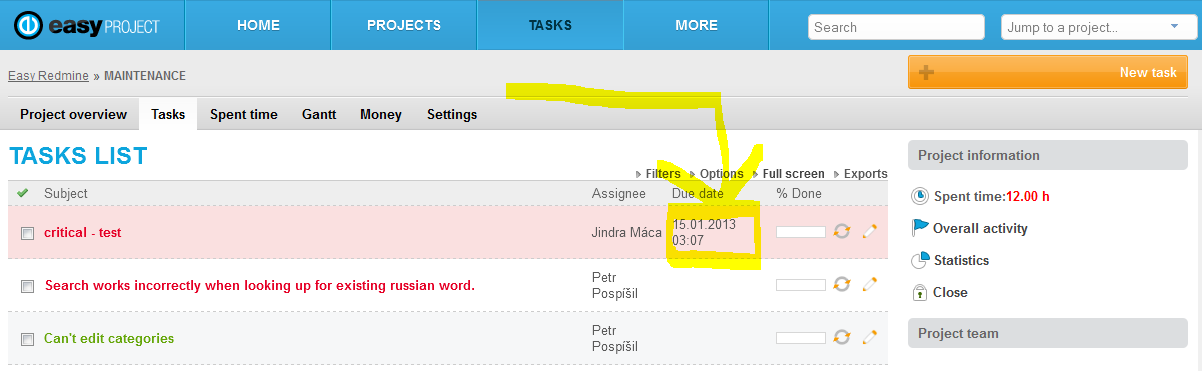 easy PROJECT
HOME
PROJECTS
TASKS
MORE
Search
Jump to a project...
Easy Redmine » MAINTENANCE
New task
Project overview
Tasks
Spent time
Gantt
Money
Settings
TASKS LIST
Filters
Options
Full screen
Exports
Subject
Assignee
Due date
% Done
critical - test
Jindra Máca
15.01.2013
03:07
Search works incorrectly when looking up for existing russian word.
Petr
Pospíšil
Can't edit categories
Petr
Pospíšil
Project information
Spent time:12.00 h
Overall activity
Statistics
Close
Project team